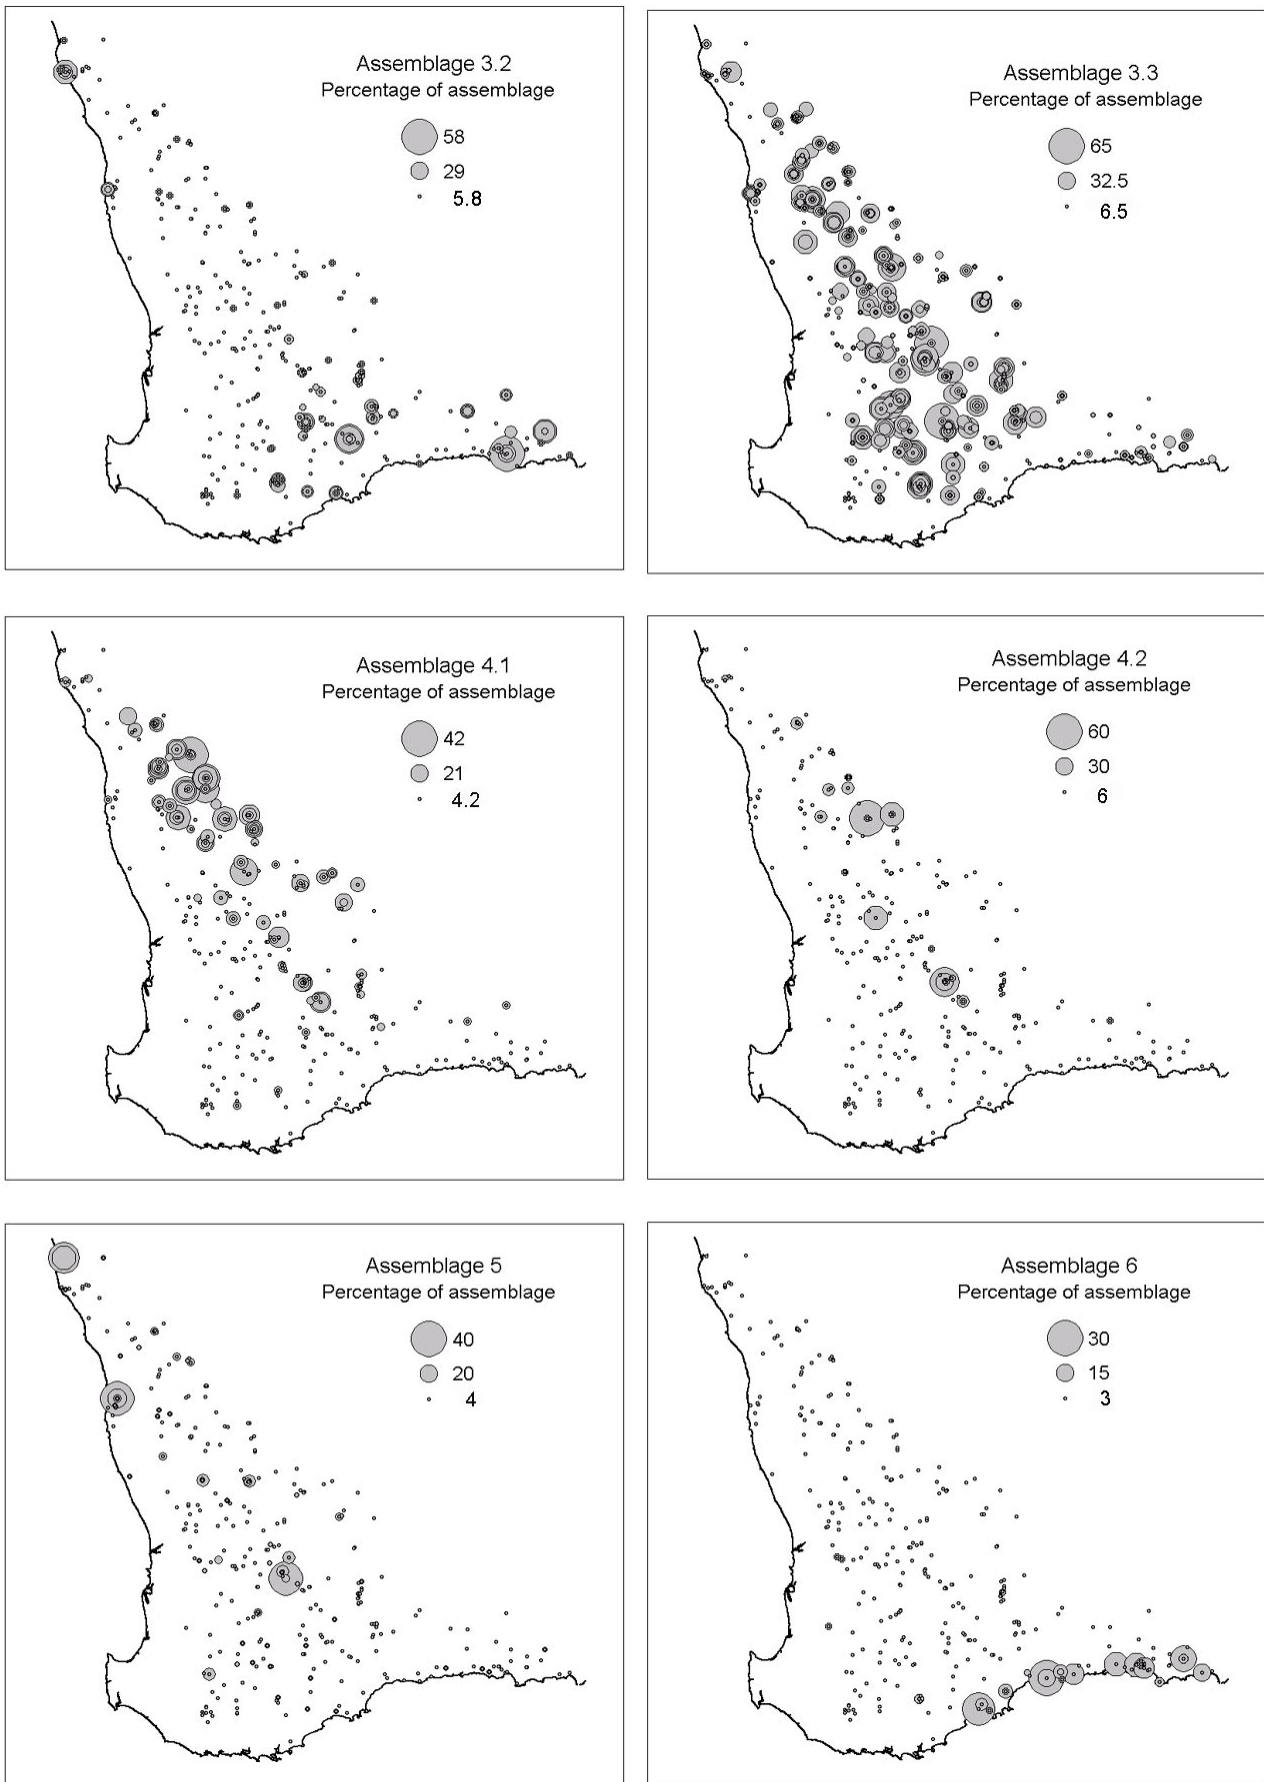 Assemblage 3.2
Percentage of assemblage
58
29
5.8
Assemblage 3.3
Percentage of assemblage
65
32.5
6.5
Assemblage 4.1
Percentage of assemblage
42
21
4.2
Assemblage 4.2
Percentage of assemblage
60
30
6
Assemblage 5
Percentage of assemblage
40
20
4
Assemblage 6
Percentage of assemblage
30
15
3